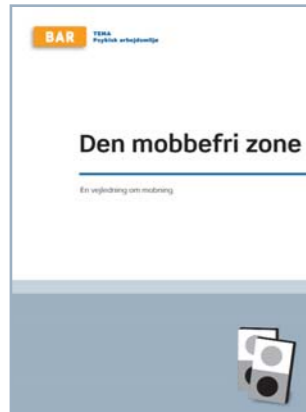 BAR
TEMA
Psykisk arbejdsmiljø
Den mobbefri zone
En vejledning om mobning